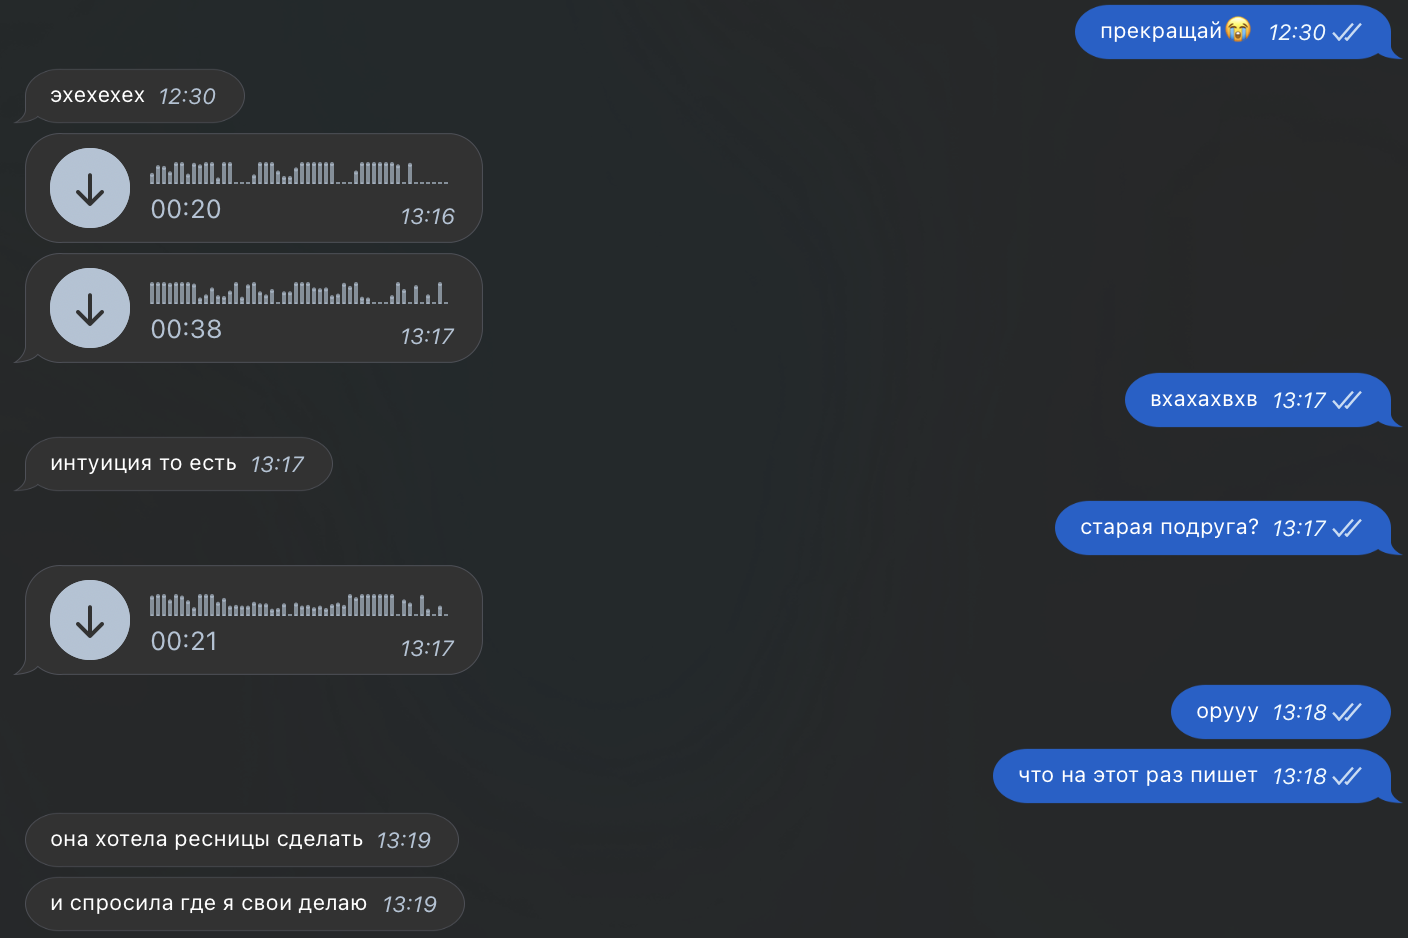 прекращай😭 12:30
эхехехех 12:30
00:20 13:16
00:38 13:17
вхахахвхв 13:17
интуиция то есть 13:17
старая подруга? 13:17
00:21 13:17
орууу 13:18
что на этот раз пишет 13:18
она хотела ресницы сделать 13:19
и спросила где я свои делаю 13:19